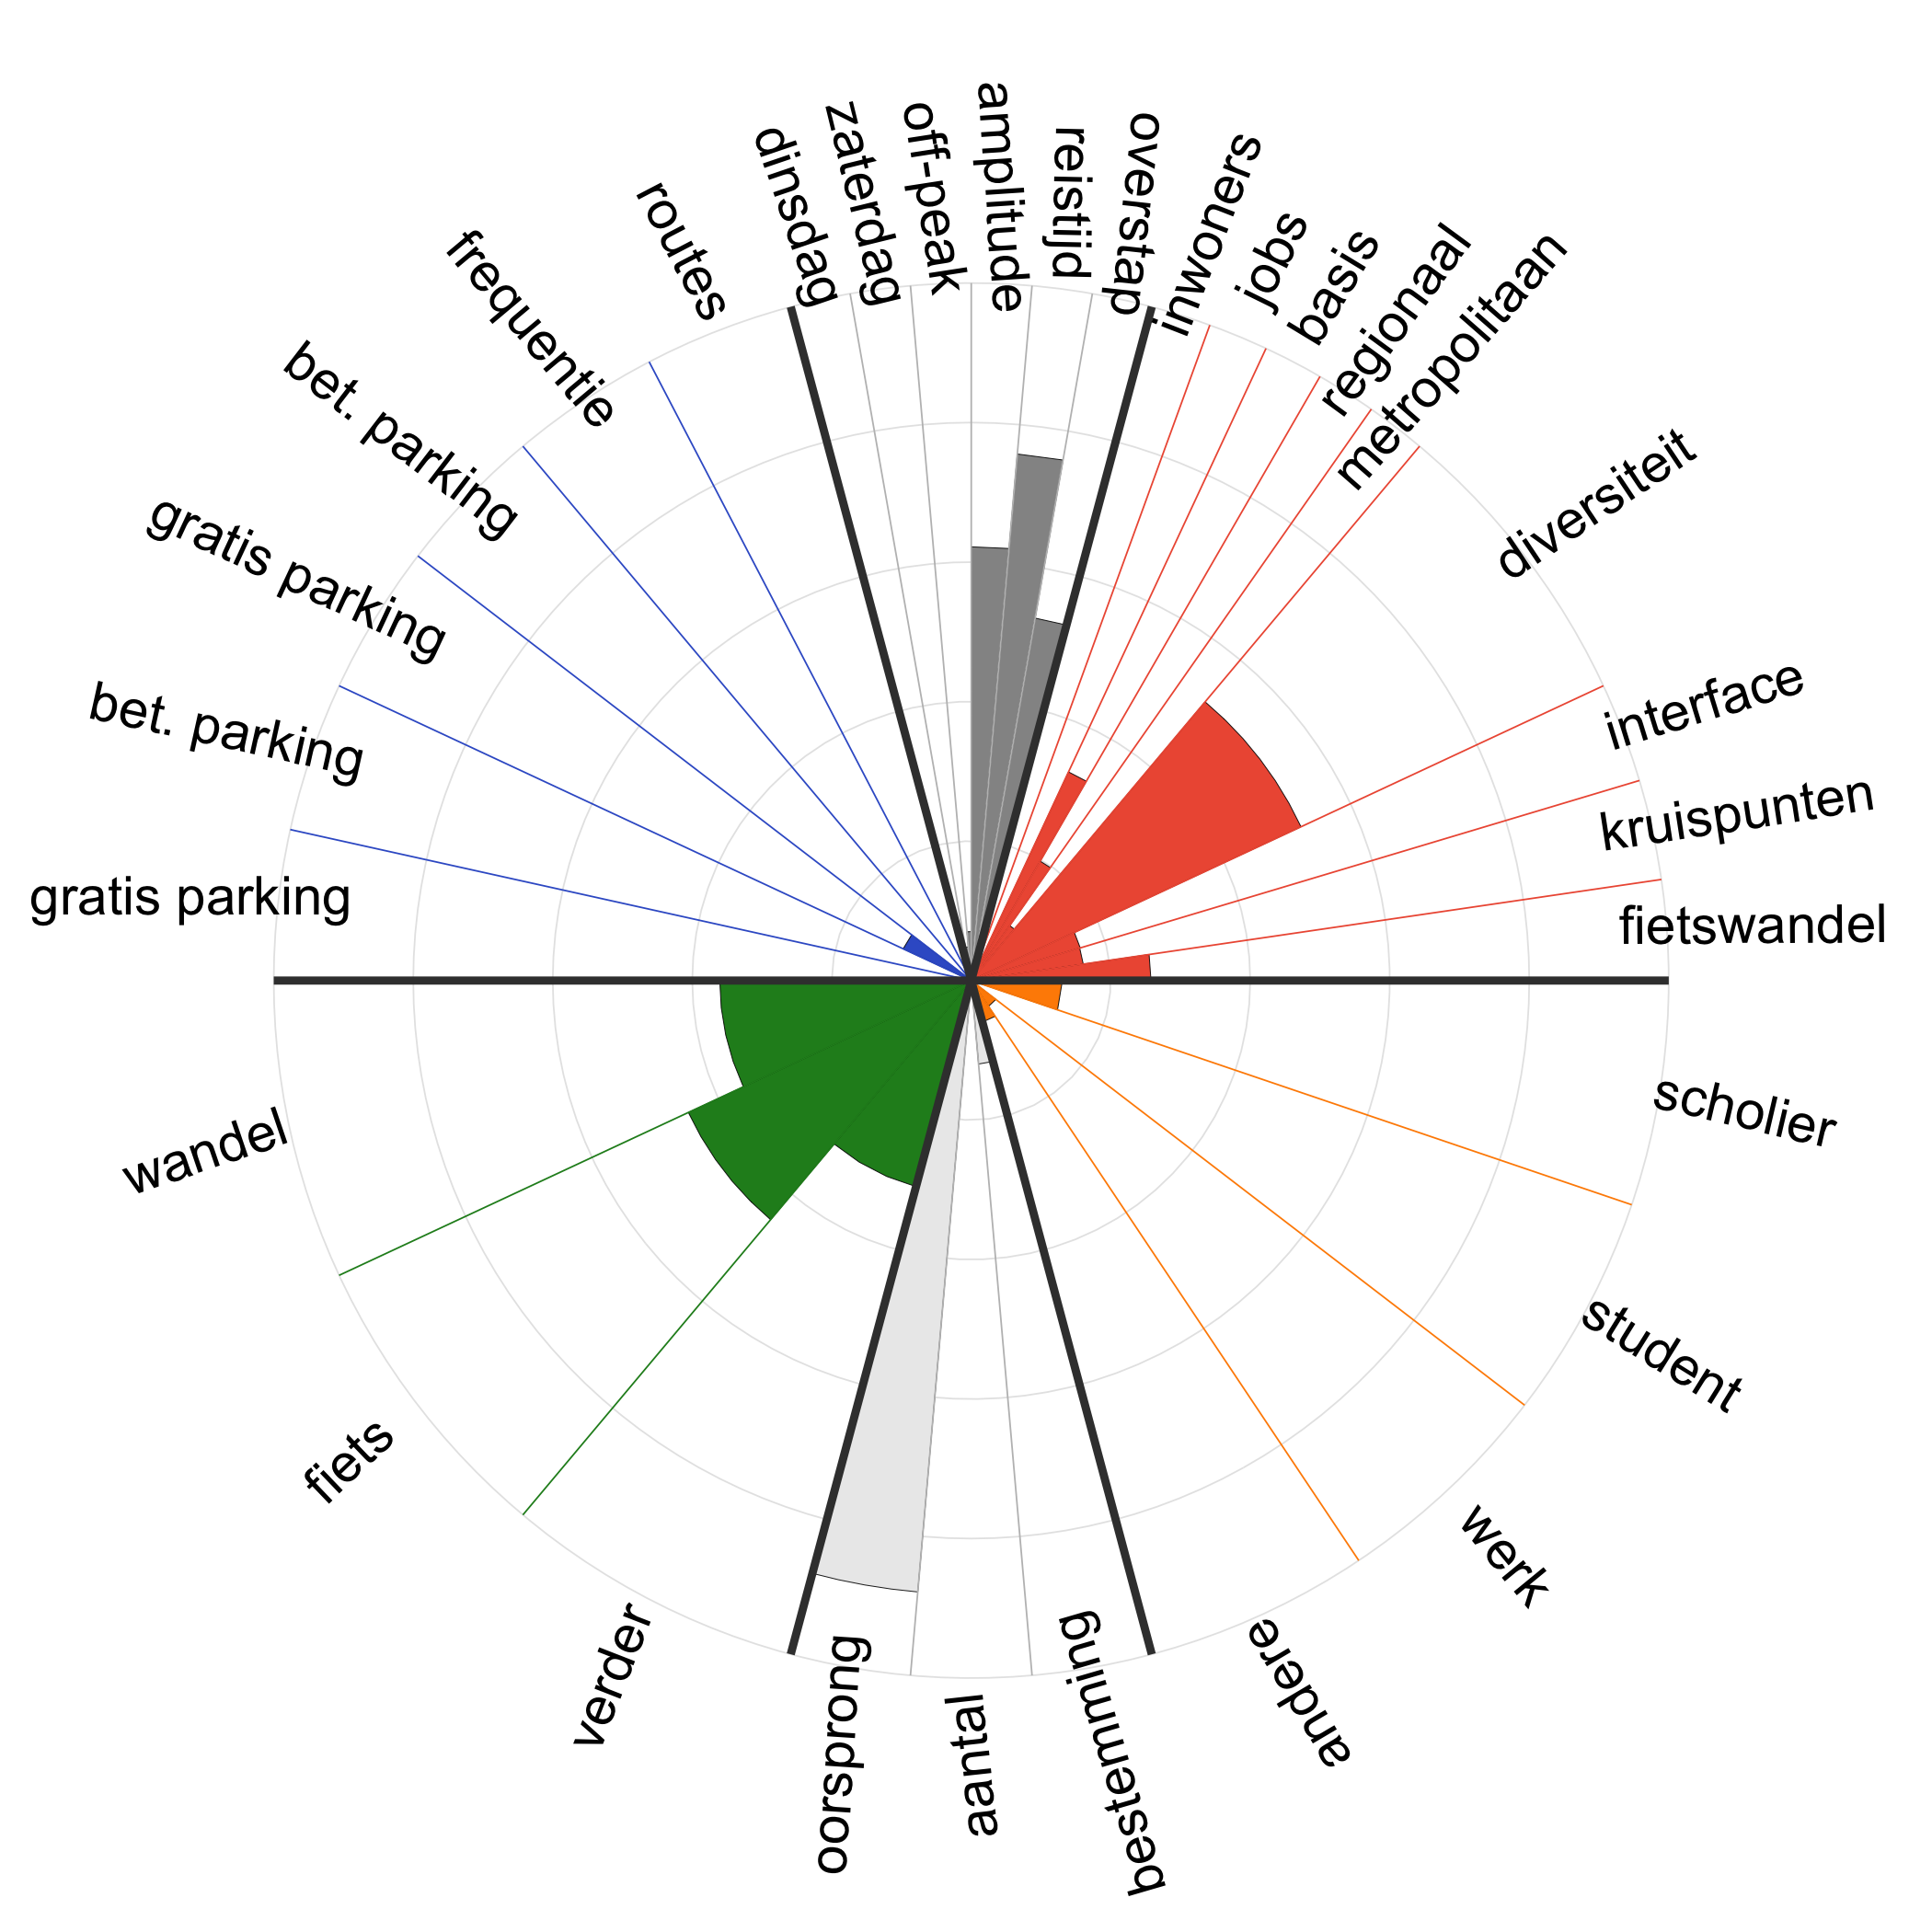 dinsdag
zaterdag
off-peak
amplitude
reistijd
overstap
inwoners
jobs
basis
regionaal
metropolitaan
diversiteit
interface
kruispunten
fietswandel
scholier
student
werk
andere
bestemming
aantal
oorsprong
verder
fiets
wandel
gratis parking
bet. parking
gratis parking
bet. parking
frequentie
routes